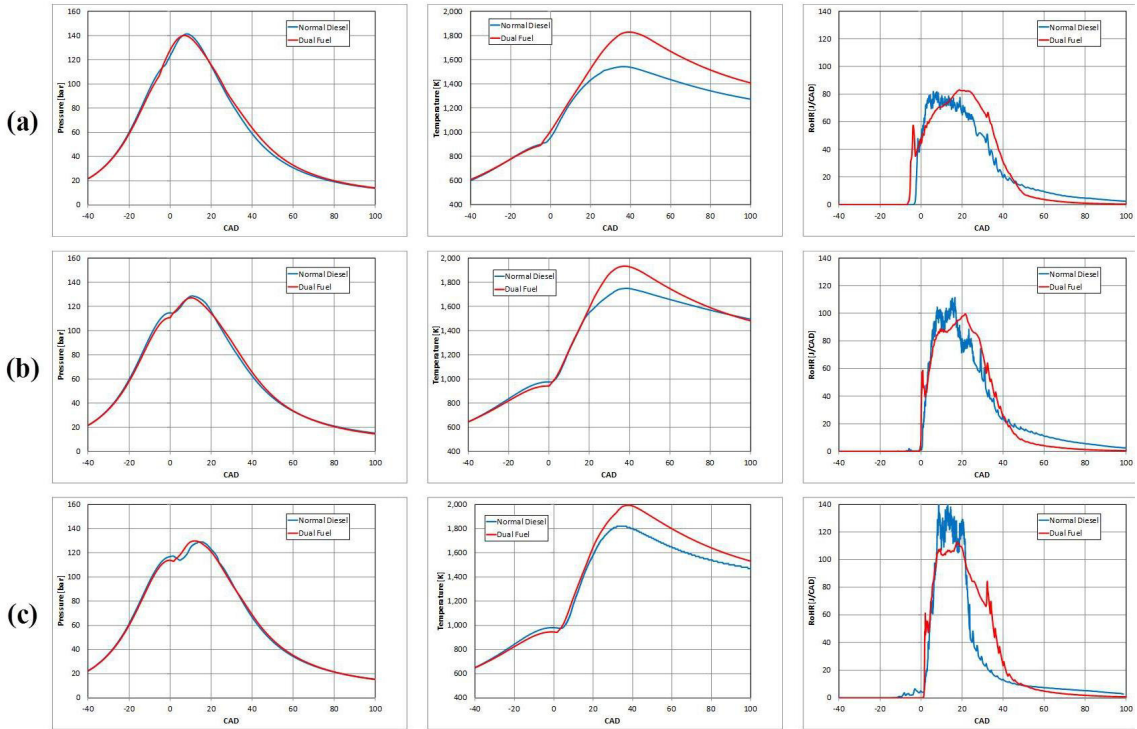 (a)
Pressure [bar]
160
140
120
100
80
60
40
20
0
-40 -20 0 20 40 60 80 100
CAD
Normal Diesel
Dual Fuel
Temperature [K]
2,000
1,800
1,600
1,400
1,200
1,000
800
600
400
-40 -20 0 20 40 60 80 100
CAD
Normal Diesel
Dual Fuel
RoHR [J/CAD]
140
120
100
80
60
40
20
0
-40 -20 0 20 40 60 80 100
CAD
Normal Diesel
Dual Fuel
(b)
Pressure [bar]
160
140
120
100
80
60
40
20
0
-40 -20 0 20 40 60 80 100
CAD
Normal Diesel
Dual Fuel
Temperature [K]
2,000
1,800
1,600
1,400
1,200
1,000
800
600
400
-40 -20 0 20 40 60 80 100
CAD
Normal Diesel
Dual Fuel
RoHR [J/CAD]
140
120
100
80
60
40
20
0
-40 -20 0 20 40 60 80 100
CAD
Normal Diesel
Dual Fuel
(c)
Pressure [bar]
160
140
120
100
80
60
40
20
0
-40 -20 0 20 40 60 80 100
CAD
Normal Diesel
Dual Fuel
Temperature [K]
2,000
1,800
1,600
1,400
1,200
1,000
800
600
400
-40 -20 0 20 40 60 80 100
CAD
Normal Diesel
Dual Fuel
RoHR [J/CAD]
140
120
100
80
60
40
20
0
-40 -20 0 20 40 60 80 100
CAD
Normal Diesel
Dual Fuel